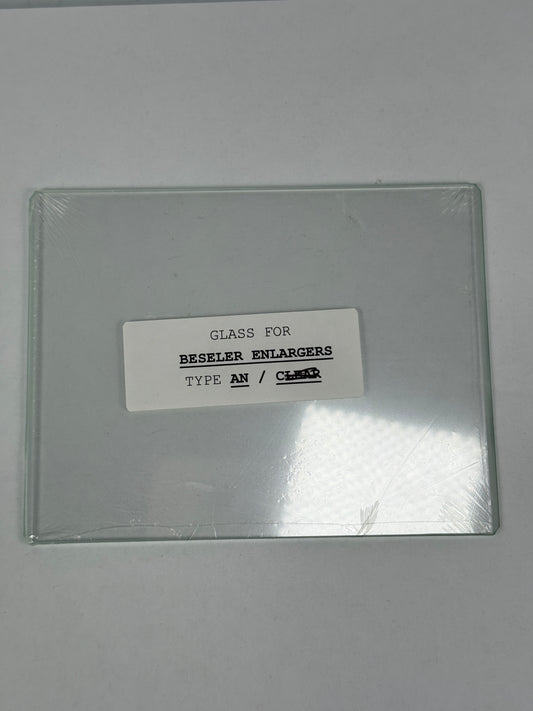 GLASS FOR
BESELER ENLARGERS
TYPE AN / CLEAR